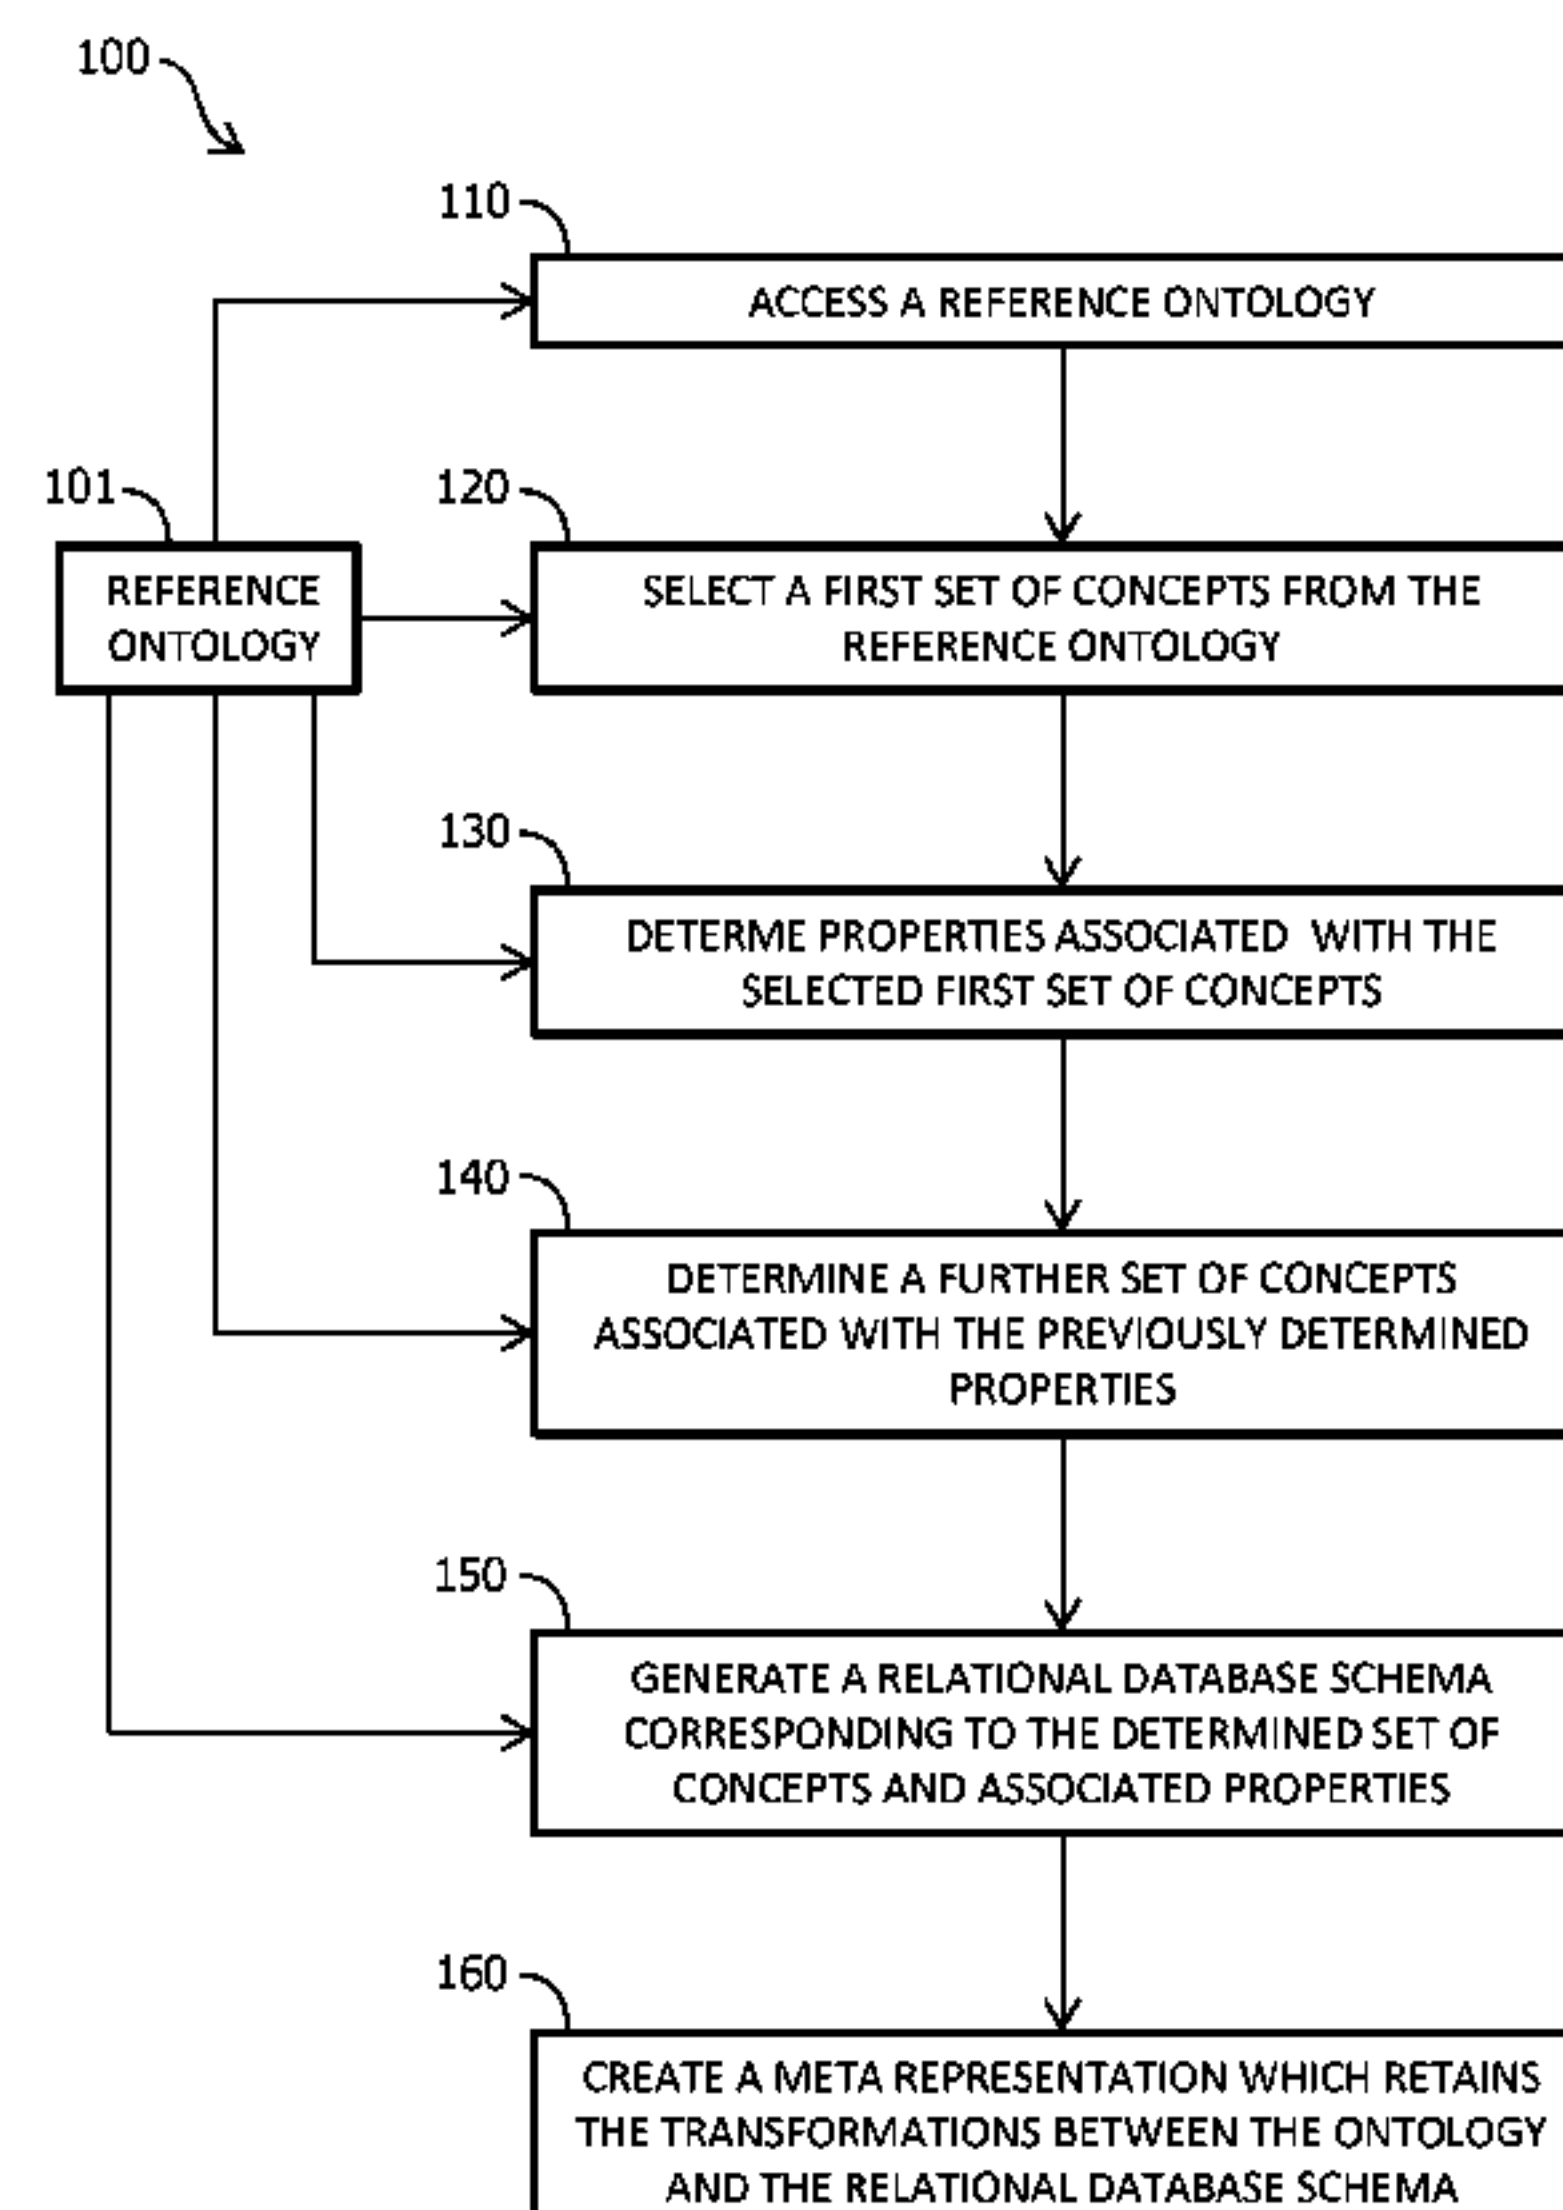 100
110
ACCESS A REFERENCE ONTOLOGY
101
REFERENCE
ONTOLOGY
120
SELECT A FIRST SET OF CONCEPTS FROM THE
REFERENCE ONTOLOGY
130
DETERME PROPERTIES ASSOCIATED WITH THE
SELECTED FIRST SET OF CONCEPTS
140
DETERMINE A FURTHER SET OF CONCEPTS
ASSOCIATED WITH THE PREVIOUSLY DETERMINED
PROPERTIES
150
GENERATE A RELATIONAL DATABASE SCHEMA
CORRESPONDING TO THE DETERMINED SET OF
CONCEPTS AND ASSOCIATED PROPERTIES
160
CREATE A META REPRESENTATION WHICH RETAINS
THE TRANSFORMATIONS BETWEEN THE ONTOLOGY
AND THE RELATIONAL DATABASE SCHEMA